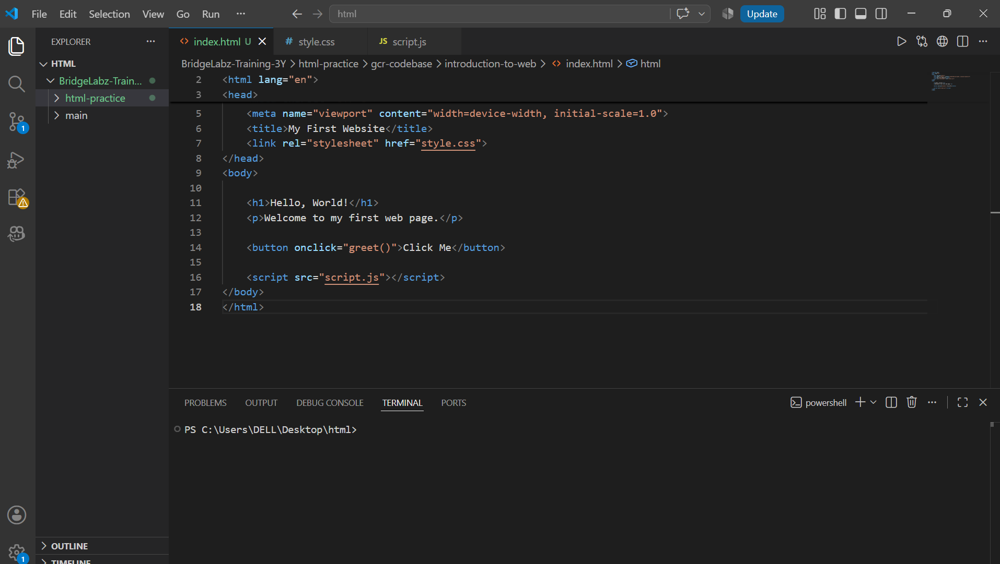 File Edit Selection View Go Run ··· html Update
EXPLORER ···
HTML
BridgeLabz-Train...
html-practice
main
OUTLINE
TIMELINE
1
1
<> index.html U # style.css JS script.js
BridgeLabz-Training-3Y > html-practice > gcr-codebase > introduction-to-web > <> index.html > html
2 <html lang="en">
3 <head>
5 <meta name="viewport" content="width=device-width, initial-scale=1.0">
6 <title>My First Website</title>
7 <link rel="stylesheet" href="style.css">
8 </head>
9 <body>
10
11 <h1>Hello, World!</h1>
12 <p>Welcome to my first web page.</p>
13
14 <button onclick="greet()">Click Me</button>
15
16 <script src="script.js"></script>
17 </body>
18 </html>
PROBLEMS OUTPUT DEBUG CONSOLE TERMINAL PORTS powershell
PS C:\Users\DELL\Desktop\html>